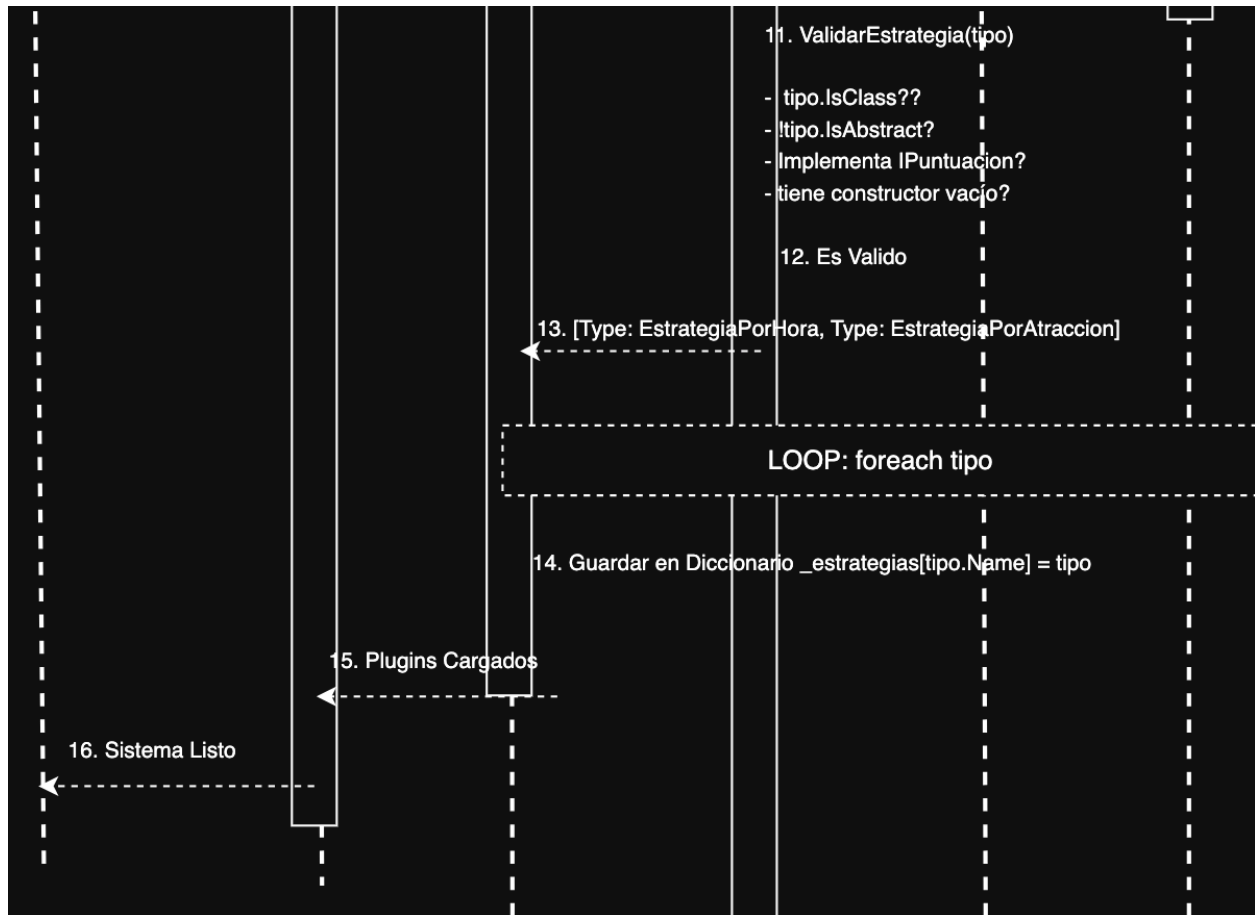 11. ValidarEstrategia(tipo)
- tipo.IsClass??
- !tipo.IsAbstract?
- Implementa IPuntuacion?
- tiene constructor vacío?
12. Es Valido
13. [Type: EstrategiaPorHora, Type: EstrategiaPorAtraccion]
LOOP: foreach tipo
14. Guardar en Diccionario _estrategias[tipo.Name] = tipo
15. Plugins Cargados
16. Sistema Listo